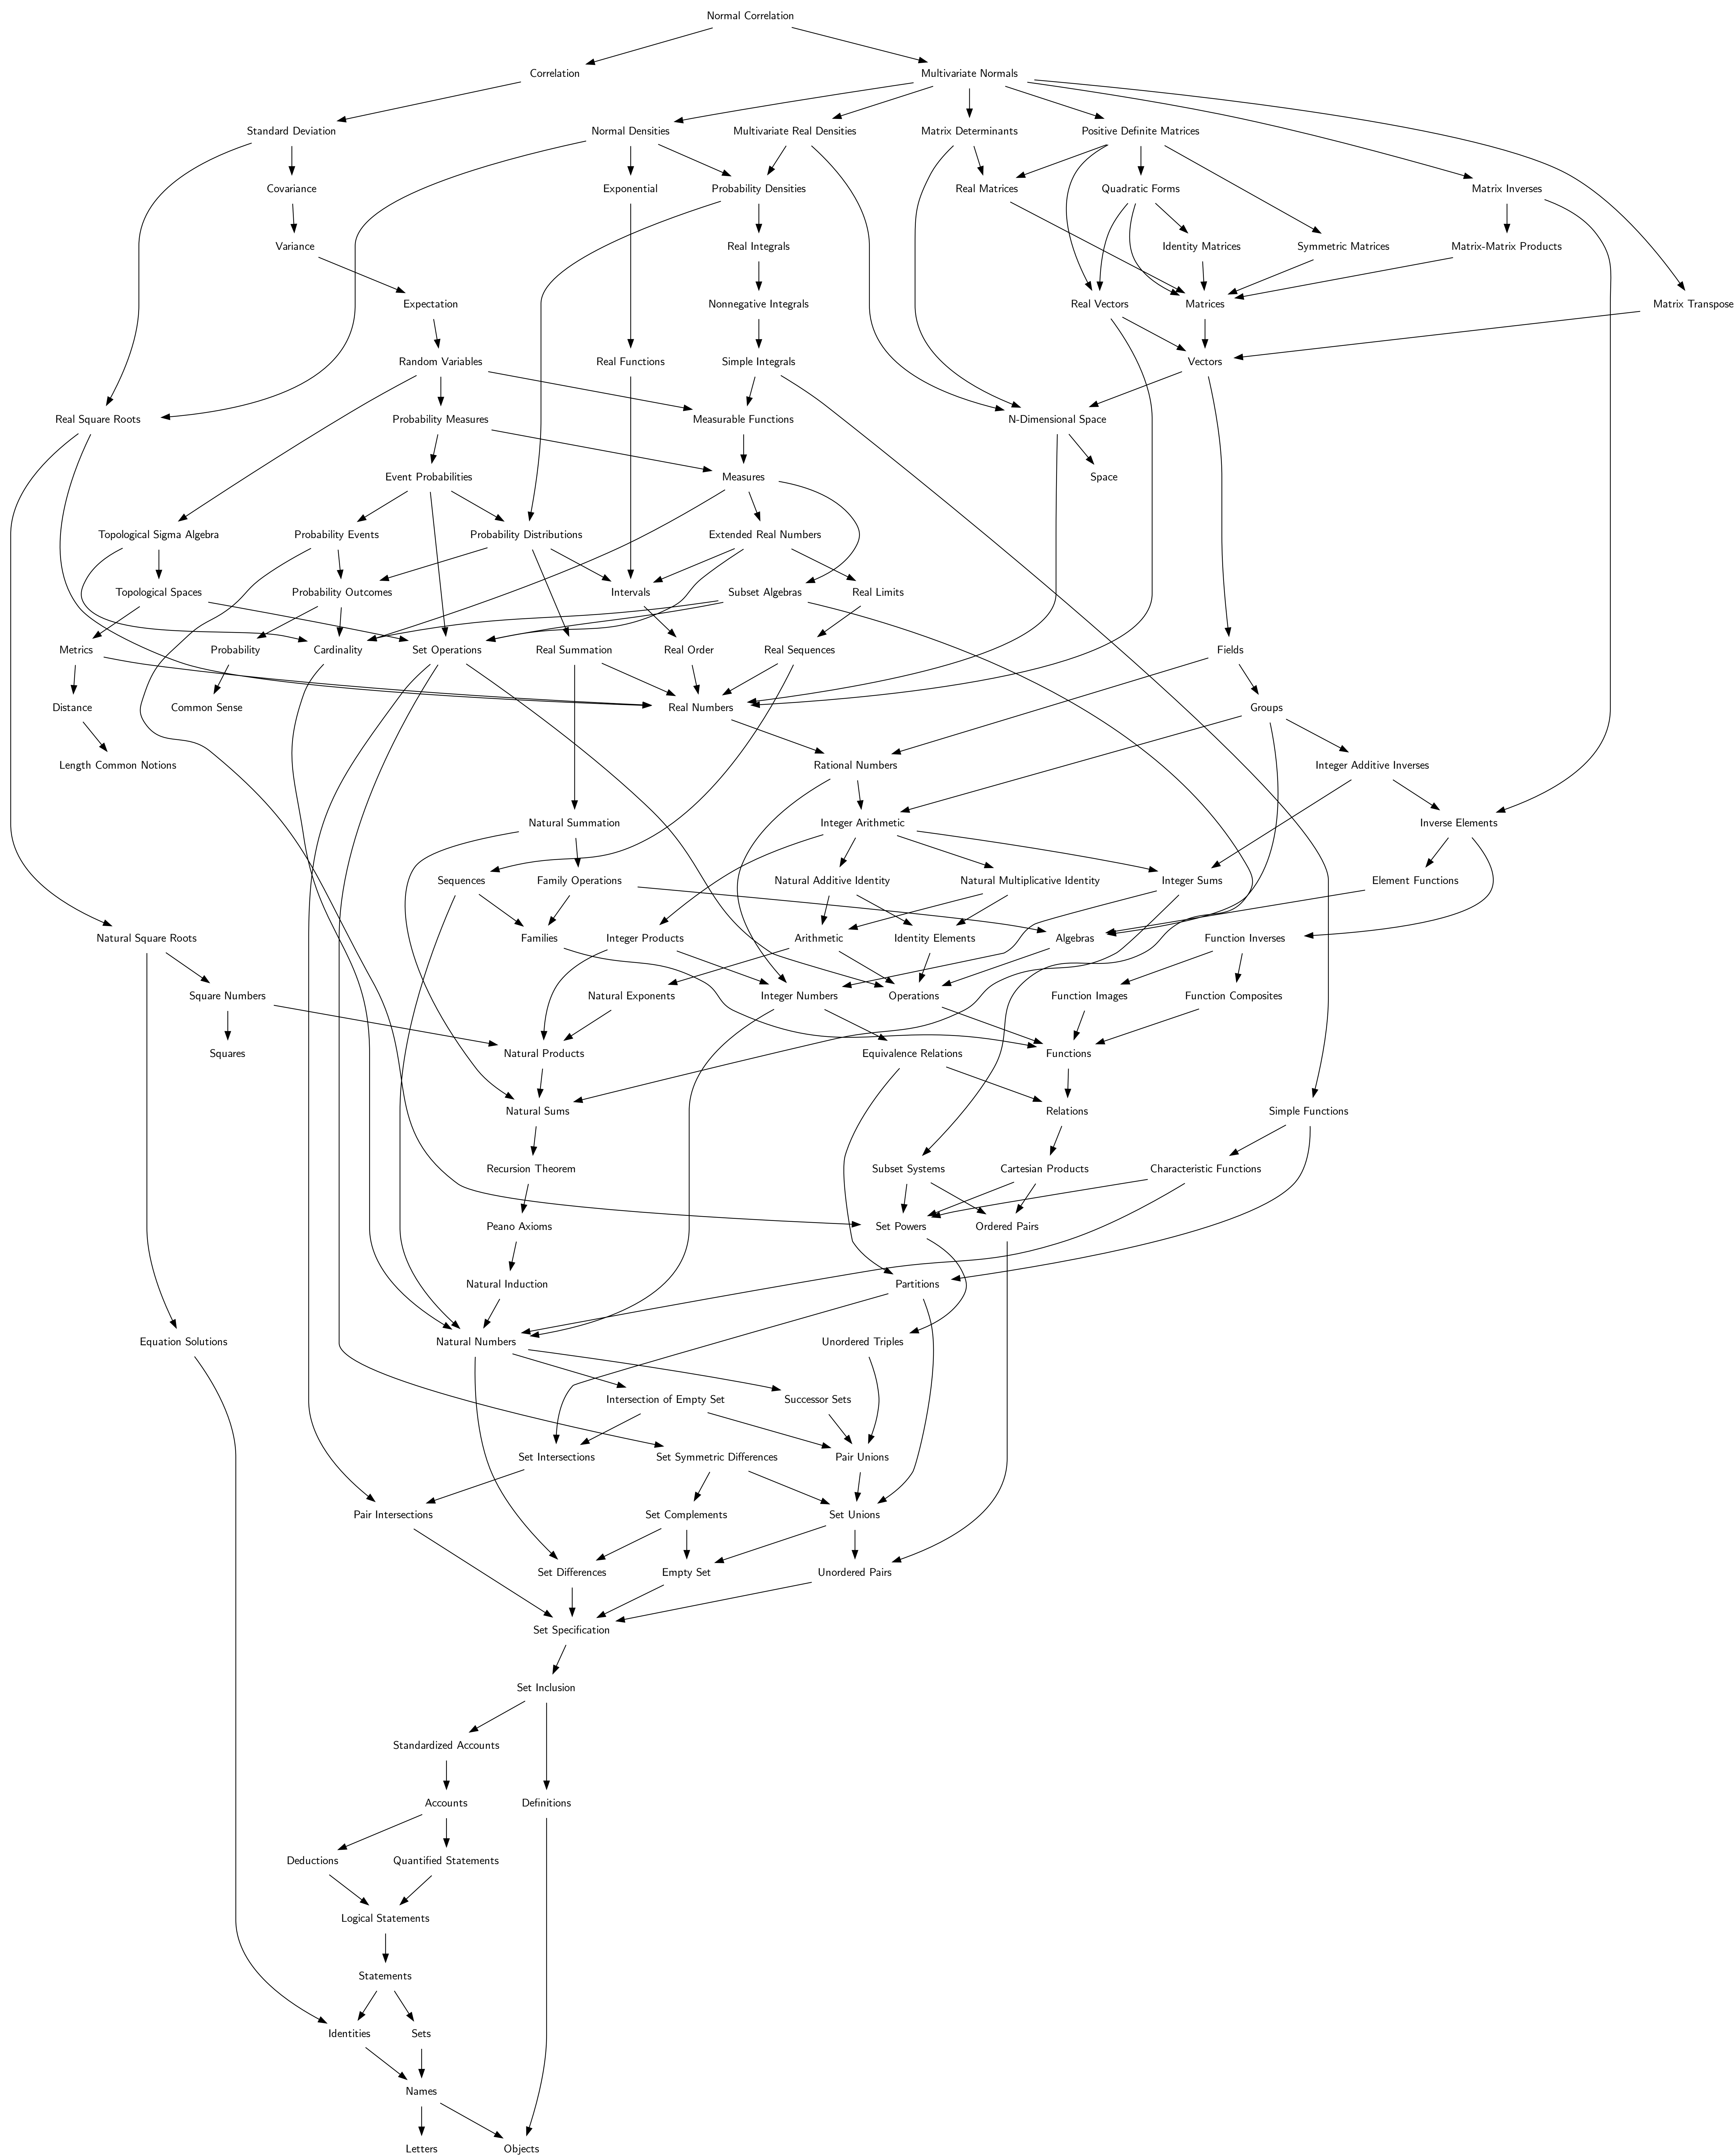 Normal Correlation
Correlation
Multivariate Normals
Standard Deviation
Normal Densities
Multivariate Real Densities
Matrix Determinants
Positive Definite Matrices
Covariance
Exponential
Probability Densities
Real Matrices
Quadratic Forms
Matrix Inverses
Variance
Real Integrals
Identity Matrices
Symmetric Matrices
Matrix-Matrix Products
Expectation
Nonnegative Integrals
Real Vectors
Matrices
Matrix Transpose
Random Variables
Real Functions
Simple Integrals
Vectors
Real Square Roots
Probability Measures
Measurable Functions
N-Dimensional Space
Event Probabilities
Measures
Space
Topological Sigma Algebra
Probability Events
Probability Distributions
Extended Real Numbers
Topological Spaces
Probability Outcomes
Intervals
Subset Algebras
Real Limits
Metrics
Probability
Cardinality
Set Operations
Real Summation
Real Order
Real Sequences
Fields
Distance
Common Sense
Real Numbers
Groups
Length Common Notions
Rational Numbers
Integer Additive Inverses
Natural Summation
Integer Arithmetic
Inverse Elements
Sequences
Family Operations
Natural Additive Identity
Natural Multiplicative Identity
Integer Sums
Element Functions
Natural Square Roots
Families
Integer Products
Arithmetic
Identity Elements
Algebras
Function Inverses
Square Numbers
Natural Exponents
Integer Numbers
Operations
Function Images
Function Composites
Squares
Natural Products
Equivalence Relations
Functions
Natural Sums
Relations
Simple Functions
Recursion Theorem
Subset Systems
Cartesian Products
Characteristic Functions
Peano Axioms
Set Powers
Ordered Pairs
Natural Induction
Partitions
Equation Solutions
Natural Numbers
Unordered Triples
Intersection of Empty Set
Successor Sets
Set Intersections
Set Symmetric Differences
Pair Unions
Pair Intersections
Set Complements
Set Unions
Set Differences
Empty Set
Unordered Pairs
Set Specification
Set Inclusion
Standardized Accounts
Accounts
Definitions
Deductions
Quantified Statements
Logical Statements
Statements
Identities
Sets
Names
Letters
Objects